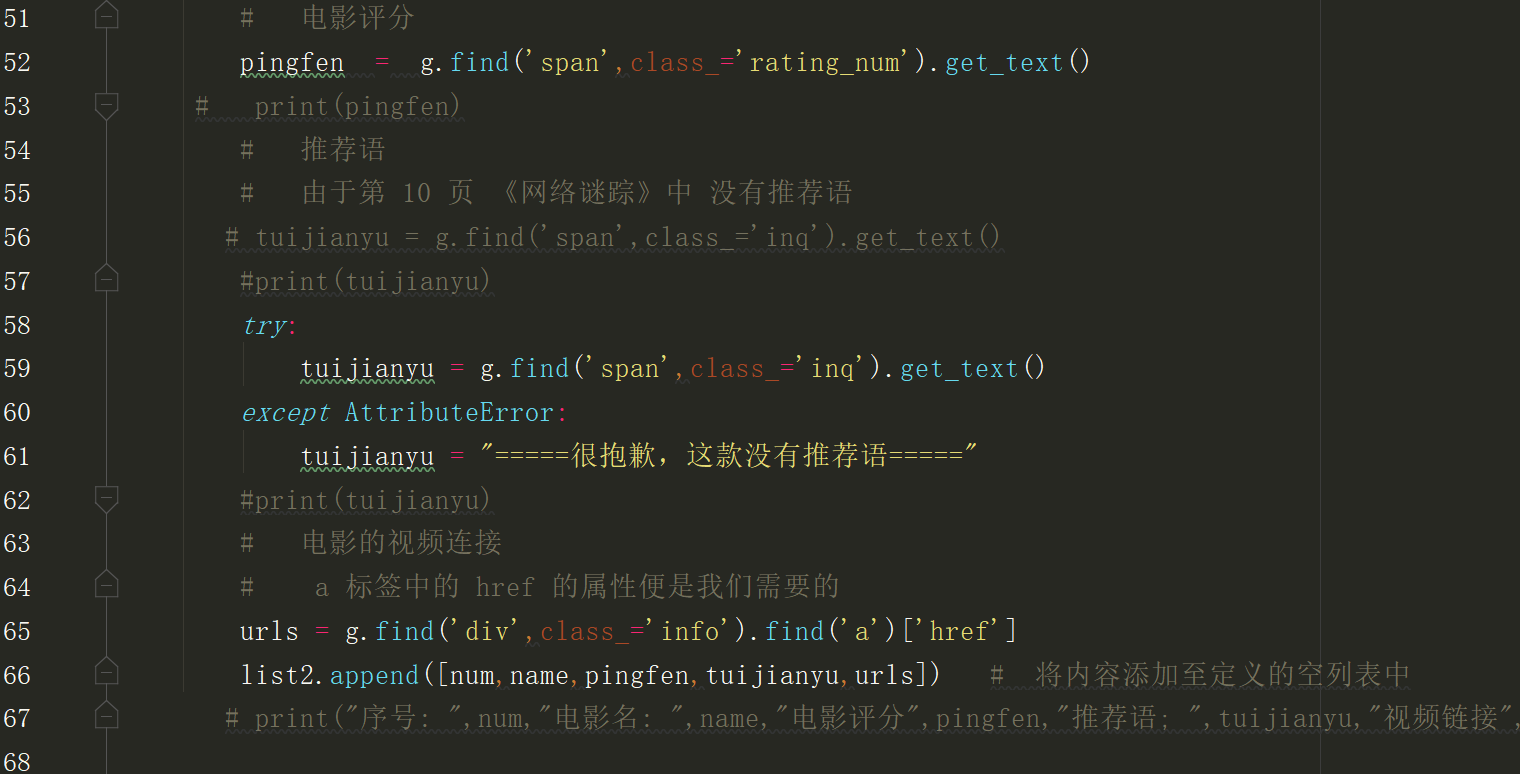 51 #   电影评分
52 pingfen  =  g.find('span',class_='rating_num').get_text()
53 #   print(pingfen)
54 #   推荐语
55 #   由于第 10 页 《网络谜踪》中 没有推荐语
56 # tuijianyu = g.find('span',class_='inq').get_text()
57 #print(tuijianyu)
58 try:
59     tuijianyu = g.find('span',class_='inq').get_text()
60 except AttributeError:
61     tuijianyu = "=====很抱歉，这款没有推荐语====="
62 #print(tuijianyu)
63 #   电影的视频连接
64 #    a 标签中的 href 的属性便是我们需要的
65 urls = g.find('div',class_='info').find('a')['href']
66 list2.append([num,name,pingfen,tuijianyu,urls])   #  将内容添加至定义的空列表中
67 # print("序号: ",num,"电影名: ",name,"电影评分",pingfen,"推荐语; ",tuijianyu,"视频链接",
68